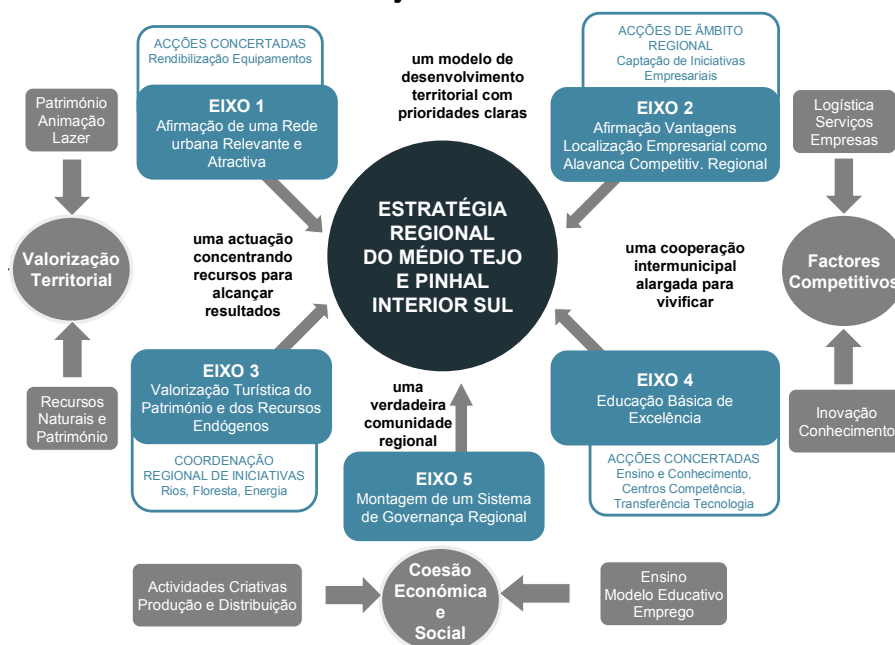 ACÇÕES CONCERTADAS
Rendibilização Equipamentos
EIXO 1
Afirmação de uma Rede
urbana Relevante e
Atractiva
um modelo de
desenvolvimento
territorial com
prioridades claras
ACÇÕES DE ÂMBITO
REGIONAL
Captação de Iniciativas
Empresariais
EIXO 2
Afirmação Vantagens
Localização Empresarial como
Alavanca Competitiv. Regional
Património
Animação
Lazer
Logística
Serviços
Empresas
Valorização
Territorial
uma actuação
concentrando
recursos para
alcançar
resultados
ESTRATÉGIA
REGIONAL
DO MÉDIO TEJO
E PINHAL
INTERIOR SUL
uma cooperação
intermunicipal
alargada para
vivificar
Factores
Competitivos
Recursos
Naturais e
Património
EIXO 3
Valorização Turística do
Património e dos Recursos
Endógenos
COORDENAÇÃO
REGIONAL DE INICIATIVAS
Rios, Floresta, Energia
uma
verdadeira
comunidade
regional
EIXO 4
Educação Básica de
Excelência
ACÇÕES CONCERTADAS
Ensino e Conhecimento,
Centros Competência,
Transferência Tecnologia
Inovação
Conhecimento
EIXO 5
Montagem de um Sistema
de Governança Regional
Actividades Criativas
Produção e Distribuição
Coesão
Económica
e
Social
Ensino
Modelo Educativo
Emprego